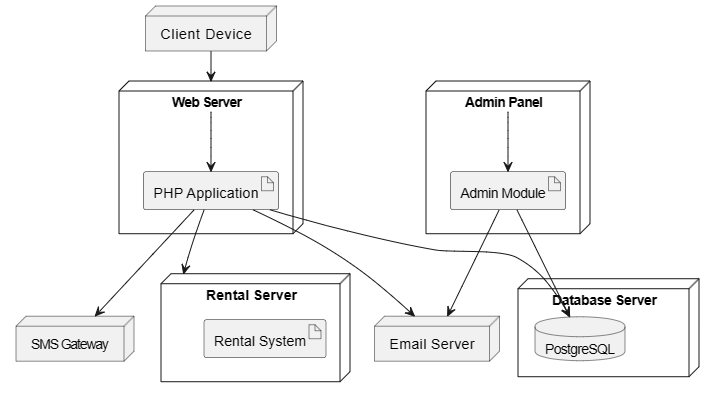 Client Device
Web Server
Admin Panel
PHP Application
Admin Module
Rental Server
Database Server
SMS Gateway
Rental System
Email Server
PostgreSQL